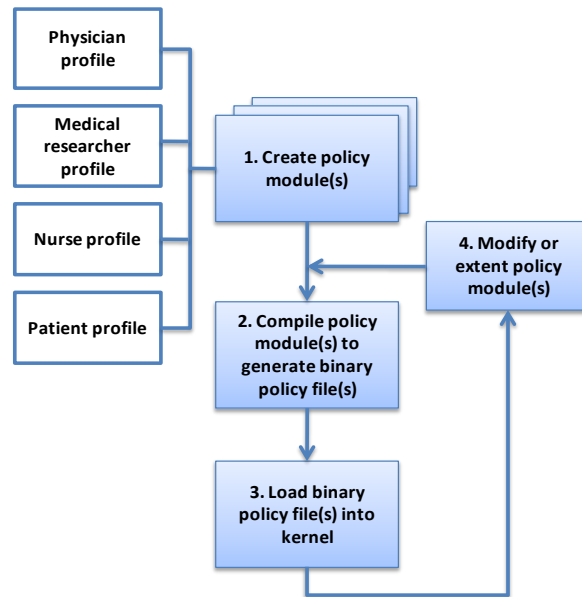 Physician
profile
Medical
researcher
profile
Nurse profile
Patient profile
1. Create policy
module(s)
2. Compile policy
module(s) to
generate binary
policy file(s)
3. Load binary
policy file(s) into
kernel
4. Modify or
extent policy
module(s)